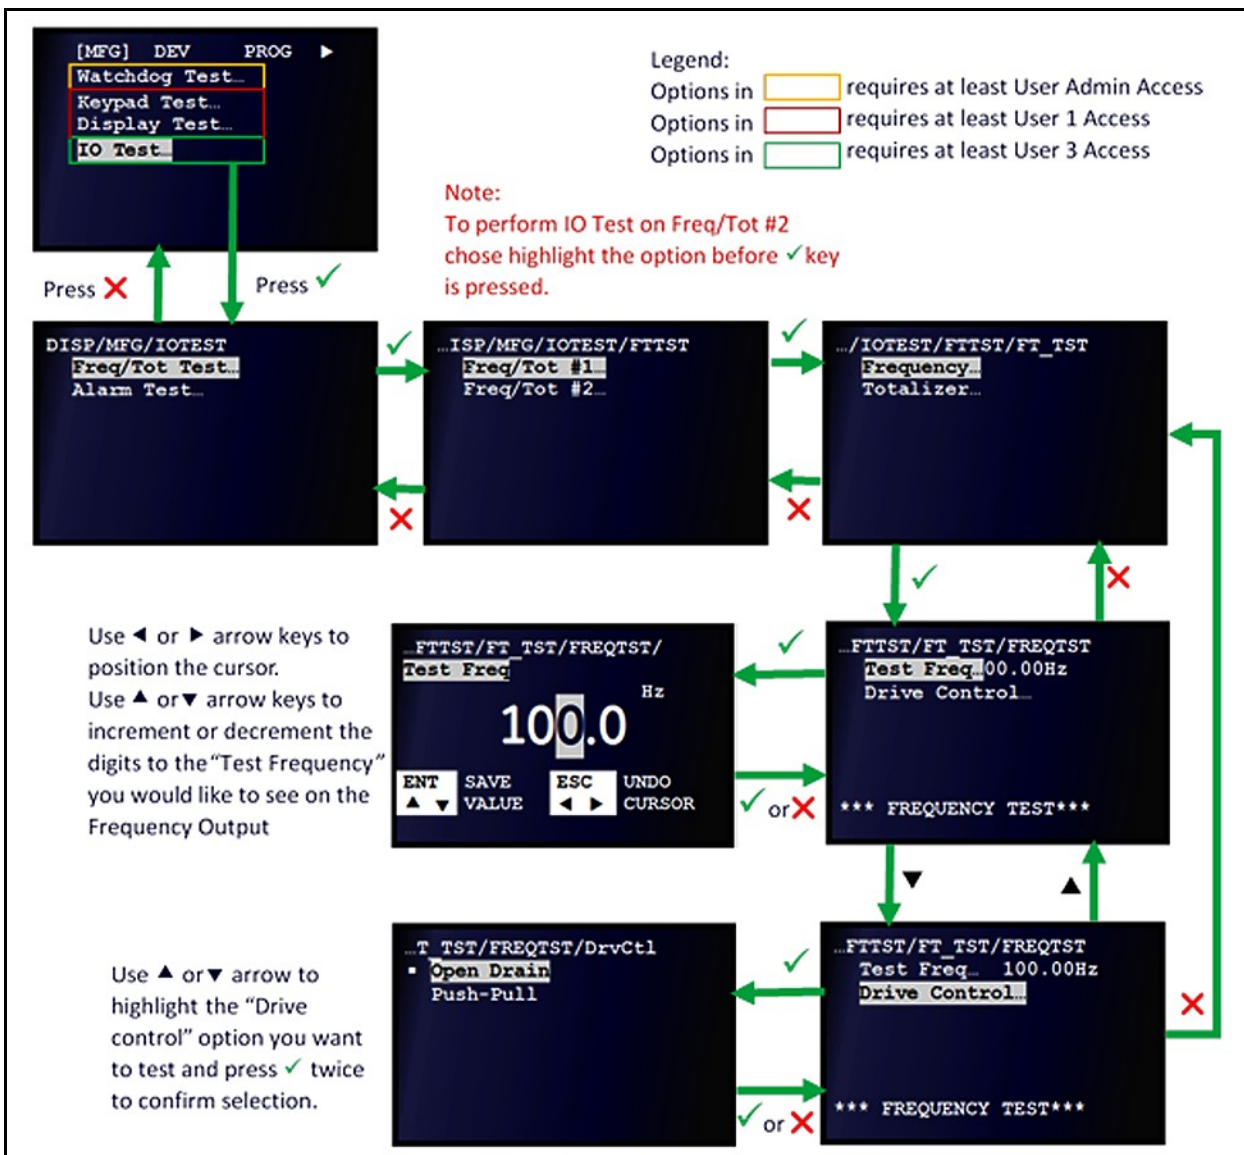 [MFG] DEV PROG ▶
Watchdog Test…
Keypad Test…
Display Test…
IO Test…
Legend:
Options in requires at least User Admin Access
Options in requires at least User 1 Access
Options in requires at least User 3 Access
Note:
To perform IO Test on Freq/Tot #2
chose highlight the option before ✓ key
is pressed.
Press ✕
Press ✓
DISP/MFG/IOTEST
Freq/Tot Test…
Alarm Test…
✓
✕
…ISP/MFG/IOTEST/FTTST
Freq/Tot #1…
Freq/Tot #2…
✓
✕
…/IOTEST/FTTST/FT_TST
Frequency…
Totalizer…
✓
✕
Use ◀ or ▶ arrow keys to
position the cursor.
Use ▲ or ▼ arrow keys to
increment or decrement the
digits to the “Test Frequency”
you would like to see on the
Frequency Output
…FTTST/FT_TST/FREQTST/
Test Freq
Hz
100.0
ENT SAVE ESC UNDO
▲ ▼ VALUE ◀ ▶ CURSOR
✓
✓ or ✕
…FTTST/FT_TST/FREQTST
Test Freq…00.00Hz
Drive Control…
*** FREQUENCY TEST***
▼
▲
Use ▲ or ▼ arrow to
highlight the “Drive
control” option you want
to test and press ✓ twice
to confirm selection.
…T_TST/FREQTST/DrvCtl
▪ Open Drain
Push-Pull
✓
✓ or ✕
…FTTST/FT_TST/FREQTST
Test Freq… 100.00Hz
Drive Control…
*** FREQUENCY TEST***
✕